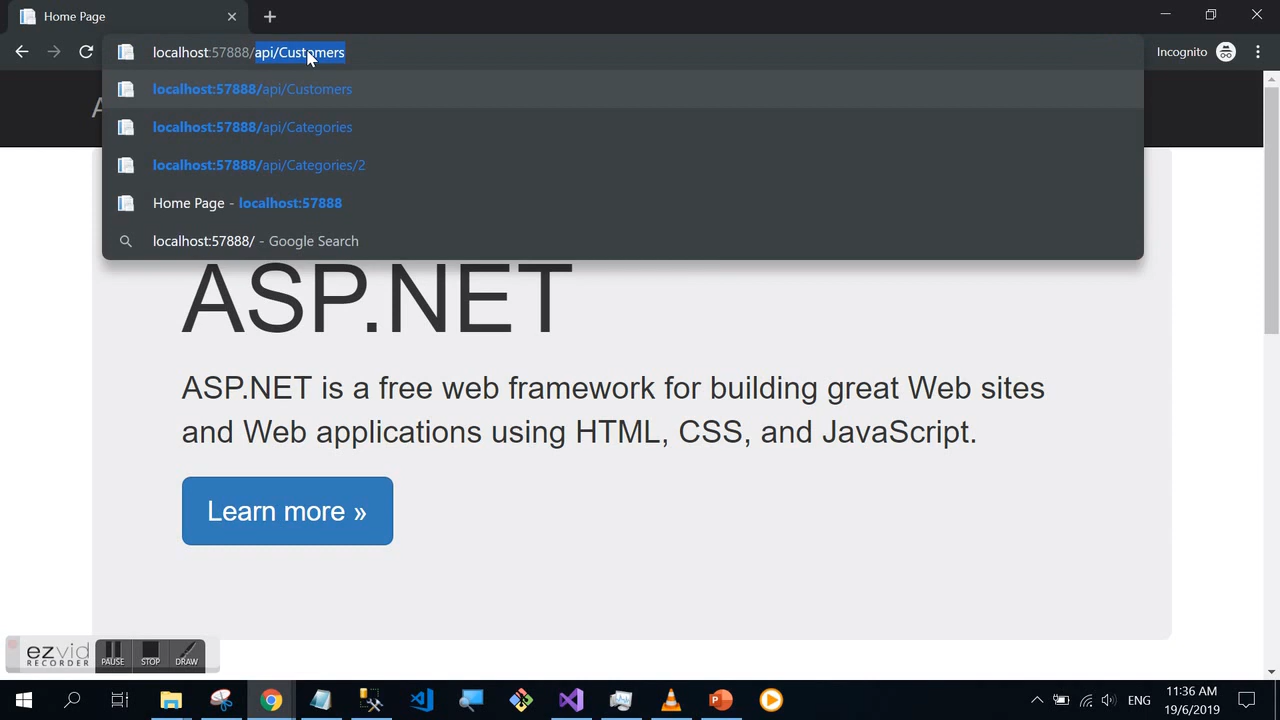 Home Page
localhost:57888/api/Customers
Incognito
localhost:57888/api/Customers
localhost:57888/api/Categories
localhost:57888/api/Categories/2
Home Page - localhost:57888
localhost:57888/ - Google Search
A
ASP.NET
ASP.NET is a free web framework for building great Web sites
and Web applications using HTML, CSS, and JavaScript.
Learn more »
ezvid
RECORDER
PAUSE
STOP
DRAW
ENG
11:36 AM
19/6/2019